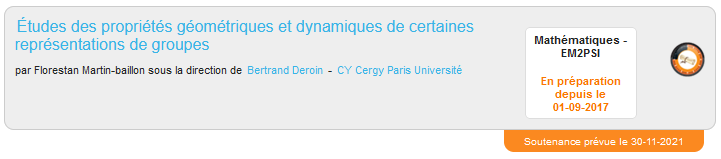 Études des propriétés géométriques et dynamiques de certaines
représentations de groupes
par Florestan Martin-baillon sous la direction de Bertrand Deroin - CY Cergy Paris Université
Mathématiques -
EM2PSI
En préparation
depuis le
01-09-2017
Soutenance prévue le 30-11-2021